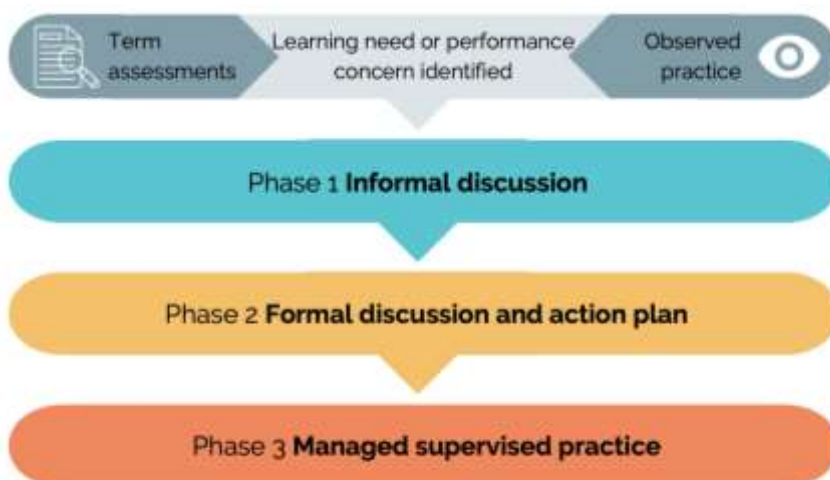 Term
assessments
Learning need or performance
concern identified
Observed
practice
Phase 1 Informal discussion
Phase 2 Formal discussion and action plan
Phase 3 Managed supervised practice